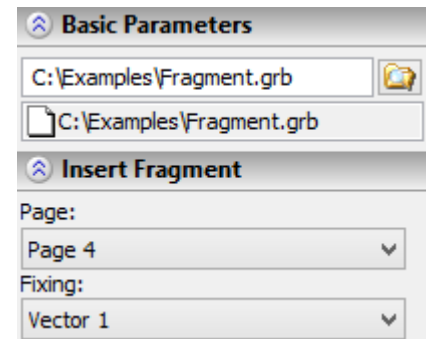 Basic Parameters
C:\Examples\Fragment.grb
C:\Examples\Fragment.grb
Insert Fragment
Page:
Page 4
Fixing:
Vector 1